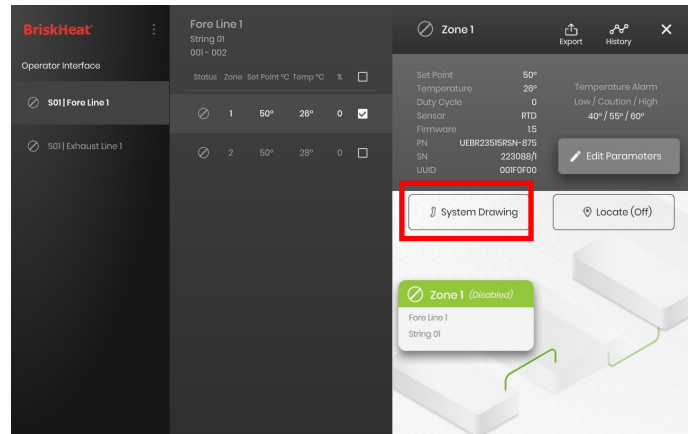 BriskHeat
Operator Interface
S01 | Fore Line 1
S01 | Exhaust Line 1
Fore Line 1
String 01
001 - 002
Status Zone Set Point °C Temp °C %
1 50° 26° 0
2 50° 28° 0
Zone 1
Export
History
Set Point 50°
Temperature 26°
Duty Cycle 0
Sensor RTD
Firmware 1.5
PN UEBR23515RSN-875
SN 223088/1
UUID 001F0F00
Temperature Alarm
Low / Caution / High
40° / 55° / 60°
Edit Parameters
System Drawing
Locate (Off)
Zone 1 (Disabled)
Fore Line 1
String 01